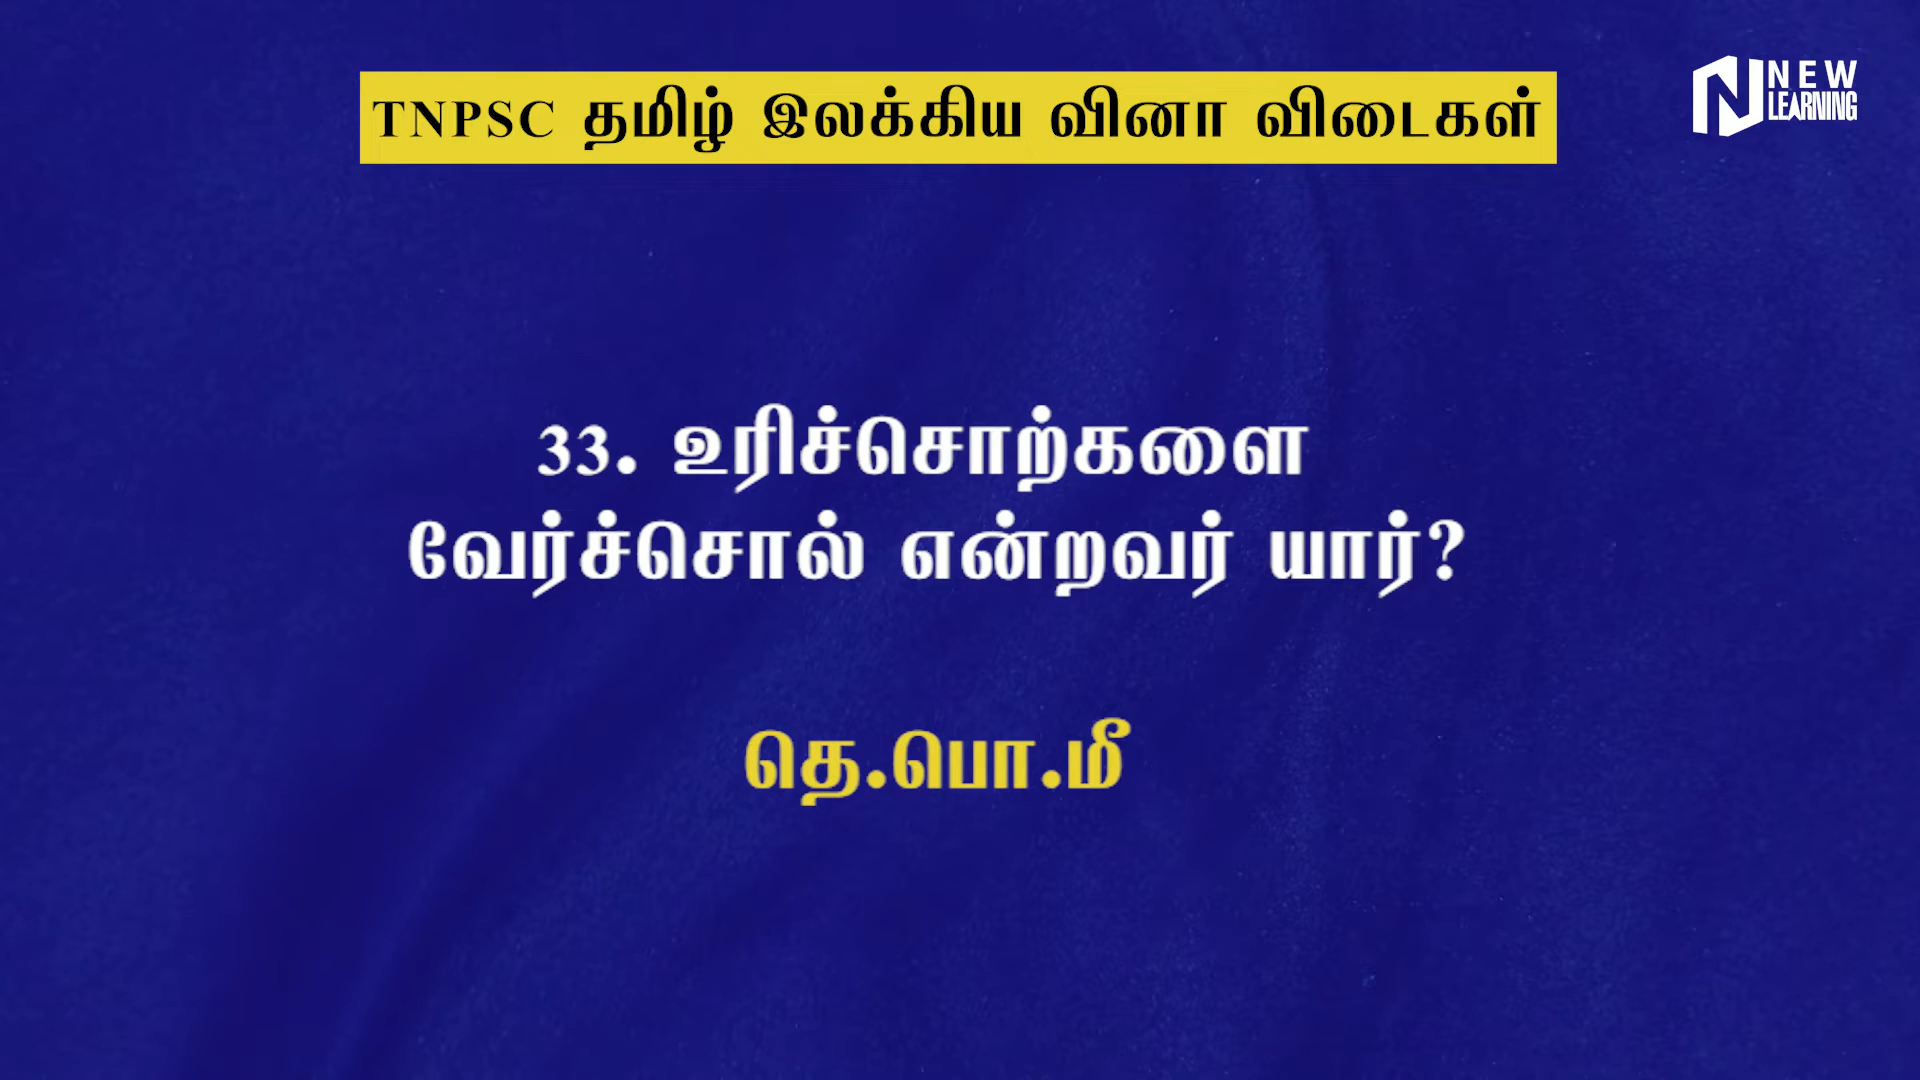 TNPSC தமிழ் இலக்கிய வினா விடைகள்
NEW
LEARNING
33. உரிச்சொற்களை
வேர்ச்சொல் என்றவர் யார்?
தெ.பொ.மீ